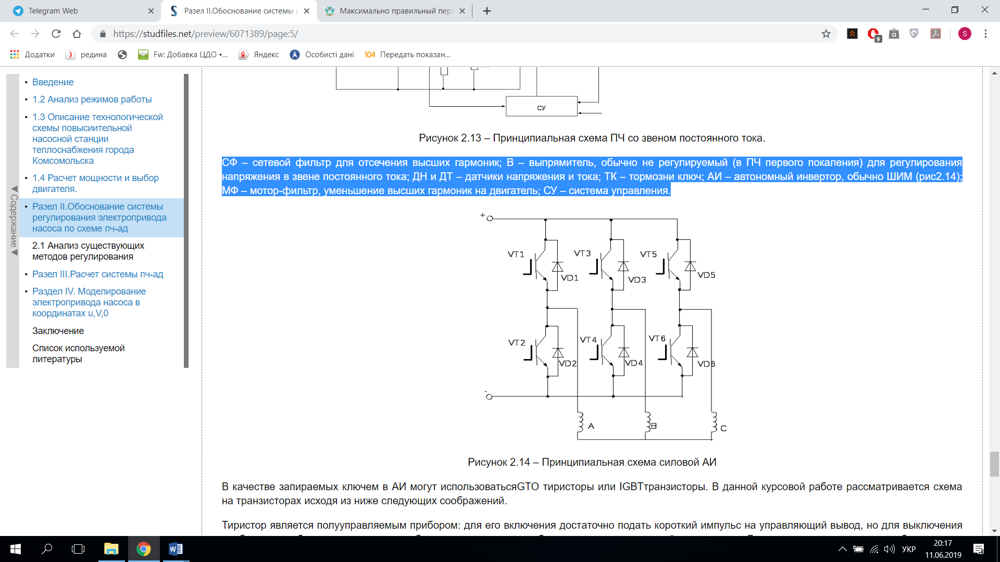 Telegram Web
Разел II.Обоснование системы
Максимально правильный пер
https://studfiles.net/preview/6071389/page:5/
9
S
Додатки
редина
Fw: Добавка ЦДО •...
Яндекс
Особисті дані
104 Передать показан...
◀ Содержание ◀
Введение
1.2 Анализ режимов работы
1.3 Описание технологической
схемы повысиительной
насосной станции
теплоснабжения города
Комсомольска
1.4 Расчет мощности и выбор
двигателя.
Разел II.Обоснование системы
регулирования электропривода
насоса по схеме пч-ад
2.1 Анализ существующих
методов регулирования
Разел III.Расчет системы пч-ад
Раздел IV. Моделирование
электропривода насоса в
координатах u,V,0
Заключение
Список используемой
литературы
СУ
Рисунок 2.13 – Принципиальная схема ПЧ со звеном постоянного тока.
СФ – сетевой фильтр для отсечения высших гармоник; В – выпрямитель, обычно не регулируемый (в ПЧ первого покаления) для регулирования
напряжения в звене постоянного тока; ДН и ДТ – датчики напряжения и тока; ТК – тормозни ключ; АИ – автономный инвертор, обычно ШИМ (рис2.14);
МФ – мотор-фильтр, уменьшение высших гармоник на двигатель; СУ – система управления.
+
VT1
VD1
VT3
VD3
VT5
VD5
VT2
VD2
VT4
VD4
VT6
VD6
-
A
B
C
Рисунок 2.14 – Принципиальная схема силовой АИ
В качестве запираемых ключем в АИ могут использоватьсяGTO тиристоры или IGBTтранзисторы. В данной курсовой работе рассматривается схема
на транзисторах исходя из ниже следующих соображений.
Тиристор является полууправляемым прибором: для его включения достаточно подать короткий импульс на управляющий вывод, но для выключения
УКР
20:17
11.06.2019